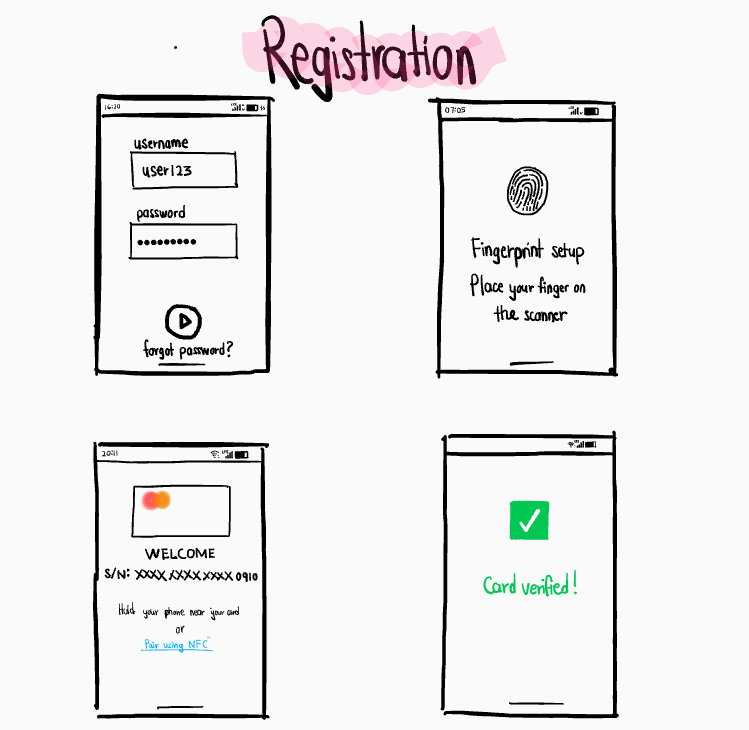 Registration
16:20
username
user123
password
forgot password?
07:05
Fingerprint setup
Place your finger on
the scanner
20:11
WELCOME
S/N: XXXX XXXX XXXX 0910
Hold your phone near your card
or
Pair using NFC
Card verified!